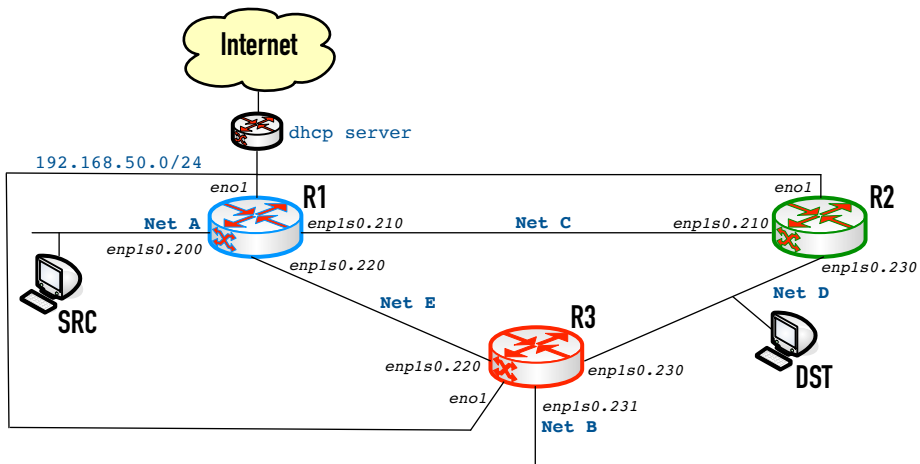 Internet
dhcp server
192.168.50.0/24
eno1
R1
eno1
R2
Net A
enp1s0.210
Net C
enp1s0.210
enp1s0.200
enp1s0.220
enp1s0.230
Net D
SRC
Net E
R3
enp1s0.220
enp1s0.230
DST
eno1
enp1s0.231
Net B